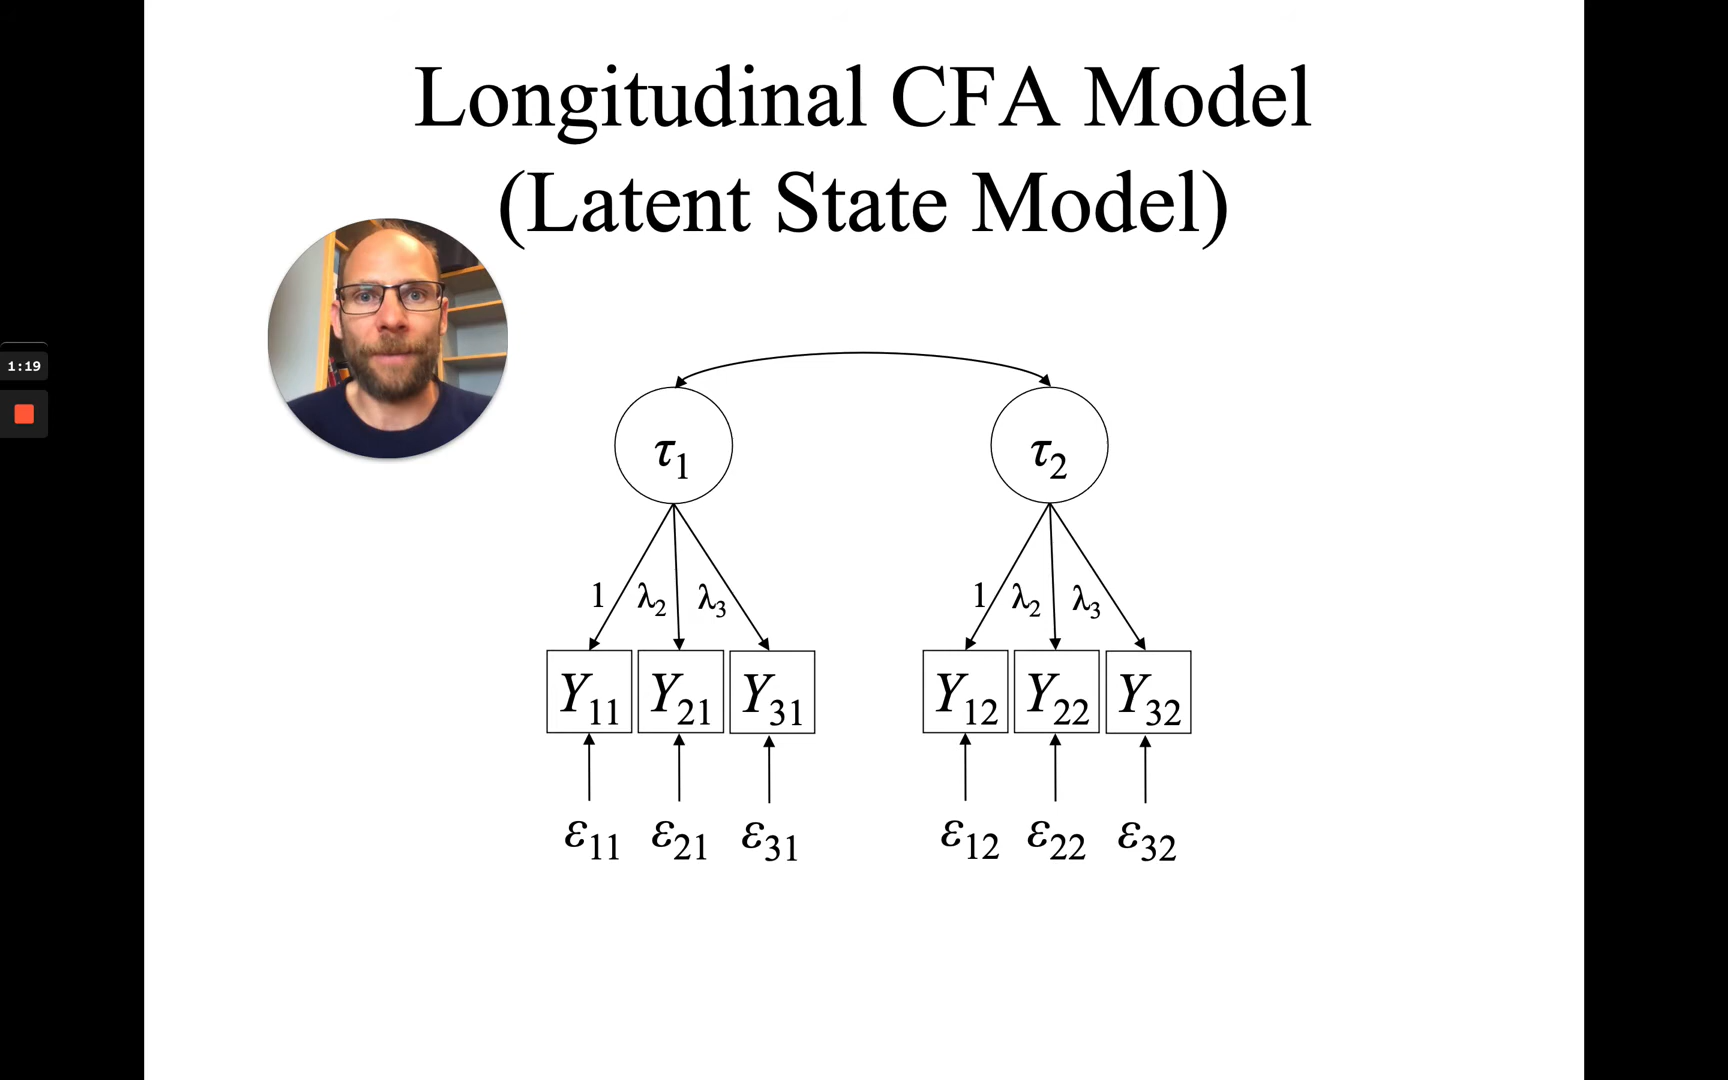 Longitudinal CFA Model
(Latent State Model)
1:19
τ1 τ2
1 λ2 λ3 1 λ2 λ3
Y11 Y21 Y31 Y12 Y22 Y32
ε11 ε21 ε31 ε12 ε22 ε32